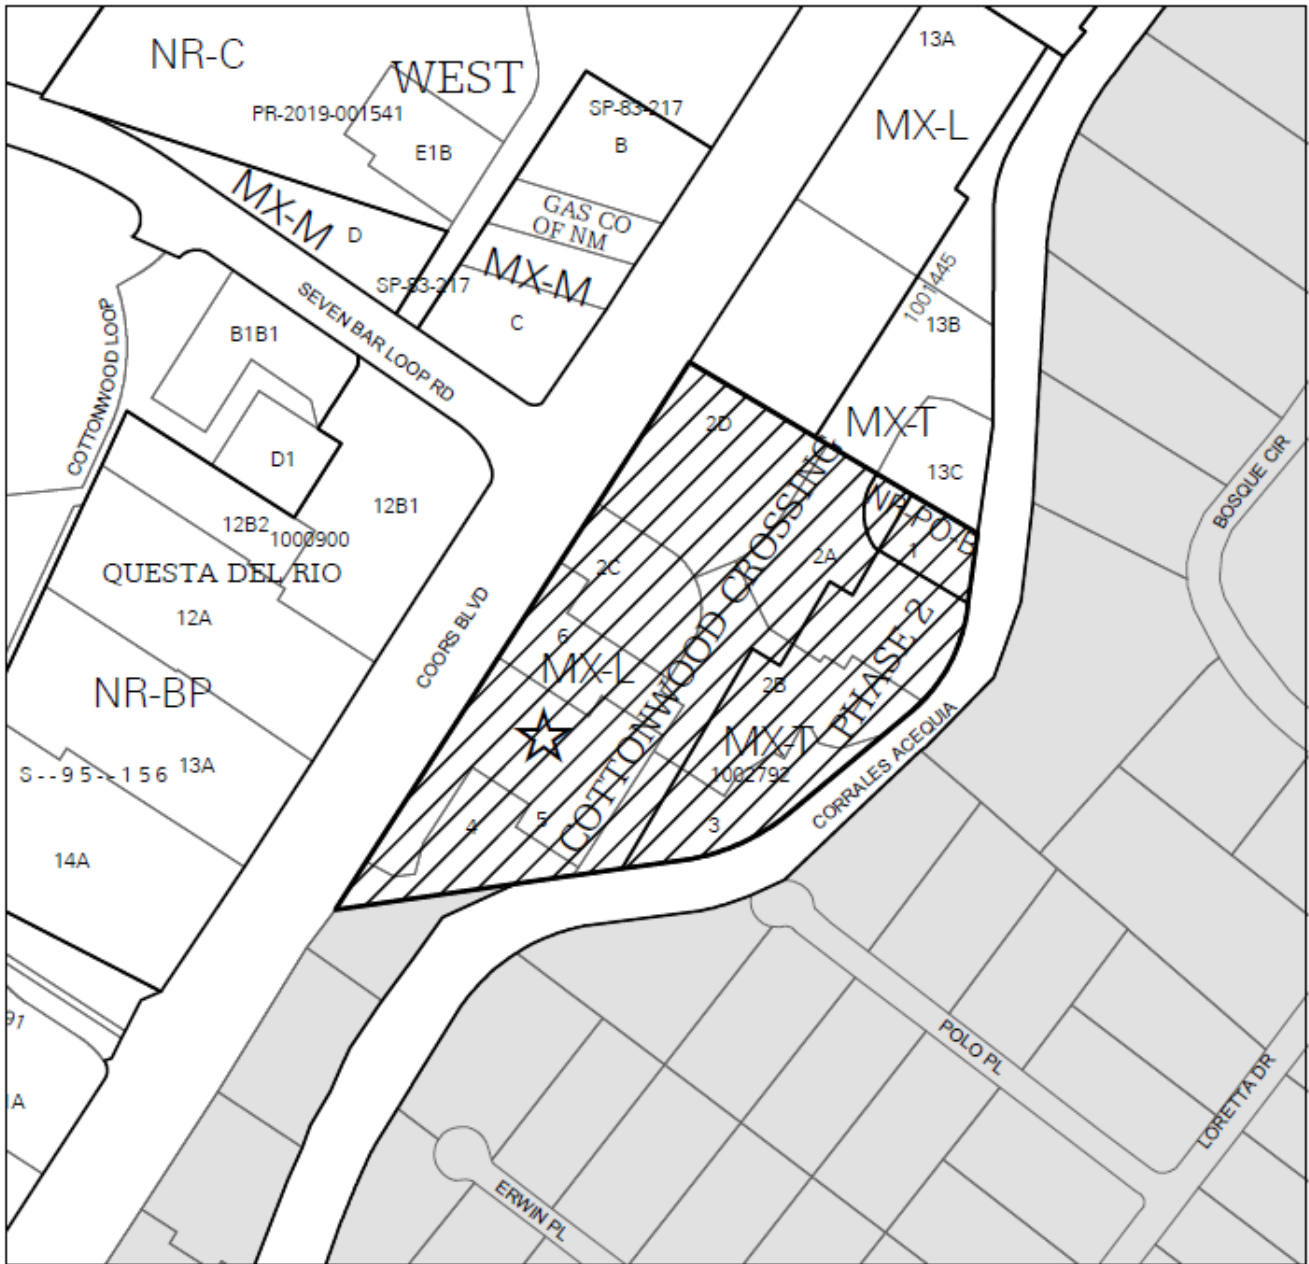 13A
NR-C
WEST
PR-2019-001541
SP-83-217
MX-L
B
E1B
GAS CO
OF NM
MX-M
D
SP-83-217
MX-M
C
1001445
13B
SEVEN BAR LOOP RD
COTTONWOOD LOOP
B1B1
2D
MX-T
13C
BOSQUE CIR
D1
12B1
12B2
1000900
NR-PO-B
1
2A
QUESTA DEL RIO
2C
12A
COORS BLVD
6
MX-L
COTTONWOOD CROSSING
PHASE 2
2B
NR-BP
MX-T
1002792
CORRALES ACEQUIA
S--95--156
13A
4
5
3
14A
91
POLO PL
1A
LORETTA DR
ERWIN PL